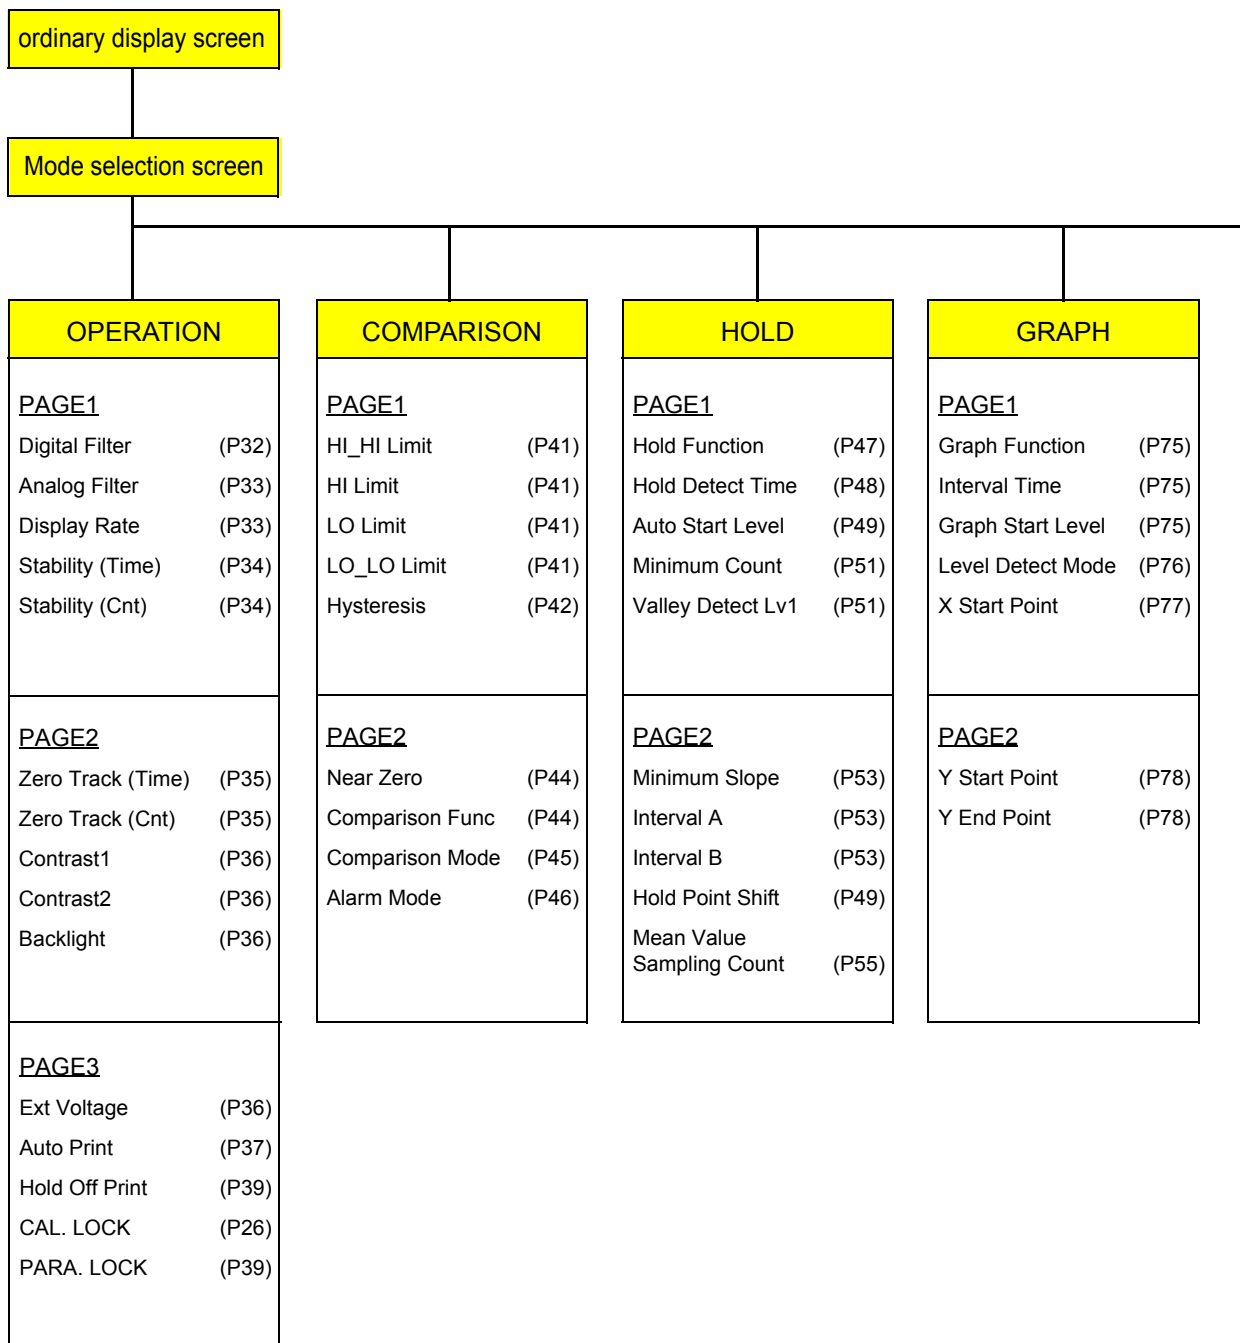 ordinary display screen
Mode selection screen
OPERATION
PAGE1
Digital Filter (P32)
Analog Filter (P33)
Display Rate (P33)
Stability (Time) (P34)
Stability (Cnt) (P34)
PAGE2
Zero Track (Time) (P35)
Zero Track (Cnt) (P35)
Contrast1 (P36)
Contrast2 (P36)
Backlight (P36)
PAGE3
Ext Voltage (P36)
Auto Print (P37)
Hold Off Print (P39)
CAL. LOCK (P26)
PARA. LOCK (P39)
COMPARISON
PAGE1
HI_HI Limit (P41)
HI Limit (P41)
LO Limit (P41)
LO_LO Limit (P41)
Hysteresis (P42)
PAGE2
Near Zero (P44)
Comparison Func (P44)
Comparison Mode (P45)
Alarm Mode (P46)
HOLD
PAGE1
Hold Function (P47)
Hold Detect Time (P48)
Auto Start Level (P49)
Minimum Count (P51)
Valley Detect Lv1 (P51)
PAGE2
Minimum Slope (P53)
Interval A (P53)
Interval B (P53)
Hold Point Shift (P49)
Mean Value
Sampling Count (P55)
GRAPH
PAGE1
Graph Function (P75)
Interval Time (P75)
Graph Start Level (P75)
Level Detect Mode (P76)
X Start Point (P77)
PAGE2
Y Start Point (P78)
Y End Point (P78)